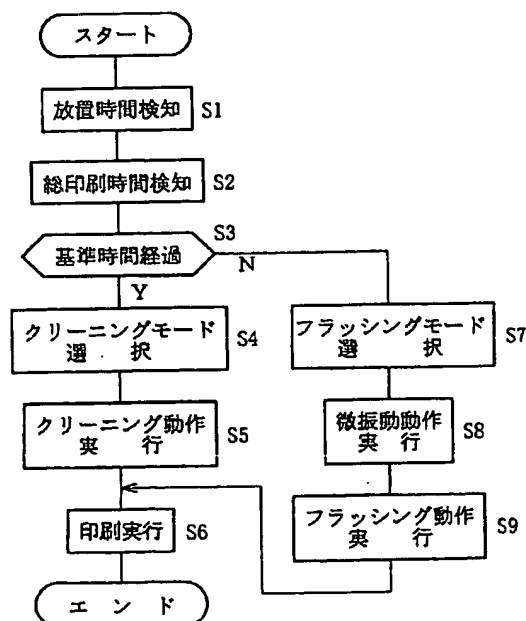 スタート
放置時間検知 S1
総印刷時間検知 S2
S3
基準時間経過
N
Y
クリーニングモード
選択 S4
フラッシングモード
選択 S7
クリーニング動作
実行 S5
微振動動作
実行 S8
印刷実行 S6
フラッシング動作
実行 S9
エンド